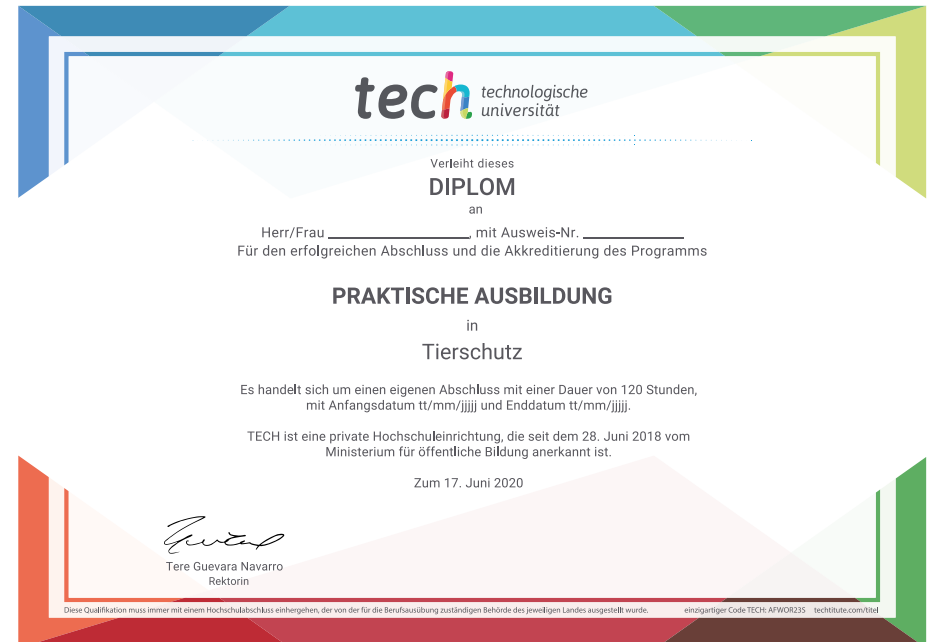 tech technologische
universität
Verleiht dieses
DIPLOM
an
Herr/Frau ____________________, mit Ausweis-Nr. ______________
Für den erfolgreichen Abschluss und die Akkreditierung des Programms
PRAKTISCHE AUSBILDUNG
in
Tierschutz
Es handelt sich um einen eigenen Abschluss mit einer Dauer von 120 Stunden,
mit Anfangsdatum tt/mm/jjjjj und Enddatum tt/mm/jjjjj.
TECH ist eine private Hochschuleinrichtung, die seit dem 28. Juni 2018 vom
Ministerium für öffentliche Bildung anerkannt ist.
Zum 17. Juni 2020
Tere Guevara Navarro
Rektorin
Diese Qualifikation muss immer mit einem Hochschulabschluss einhergehen, der von der für die Berufsausübung zuständigen Behörde des jeweiligen Landes ausgestellt wurde. einzigartiger Code TECH: AFWOR23S techtitute.com/titel